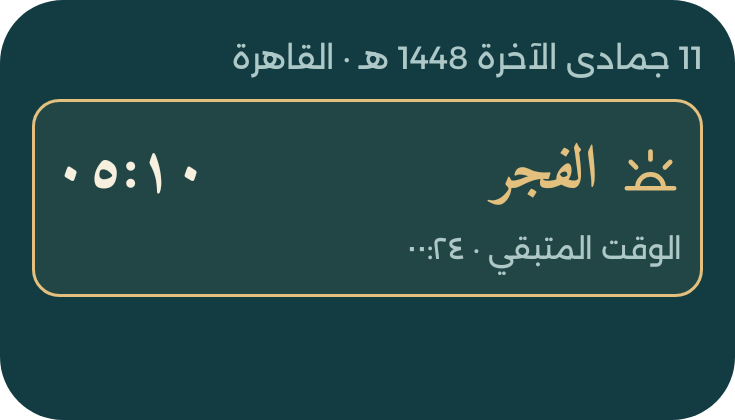 11 جمادى الآخرة 1448 هـ · القاهرة
الفجر ٠٥:١٠
الوقت المتبقي · ٠٠:٢٤